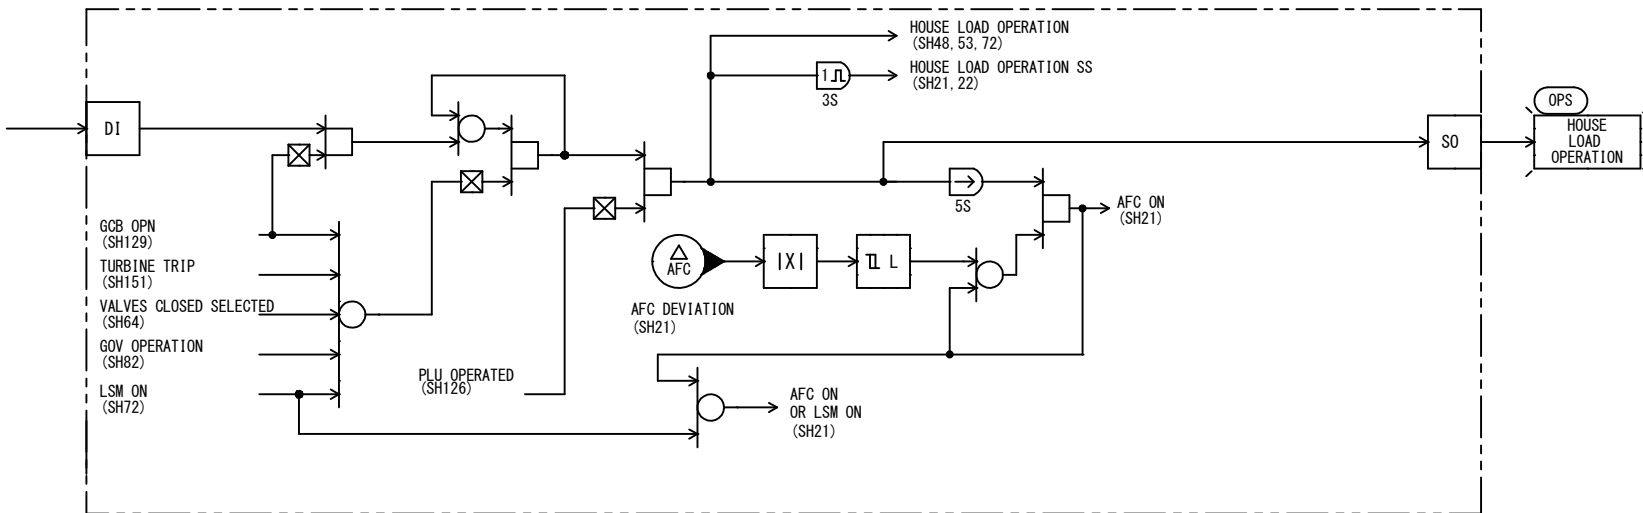 HOUSE LOAD OPERATION
(SH48,53,72)
1
HOUSE LOAD OPERATION SS
(SH21,22)
3S
OPS
DI
SO
HOUSE
LOAD
OPERATION
5S
AFC ON
(SH21)
GCB OPN
(SH129)
TURBINE TRIP
(SH151)
VALVES CLOSED SELECTED
(SH64)
GOV OPERATION
(SH82)
LSM ON
(SH72)
△
AFC
|X|
L
AFC DEVIATION
(SH21)
PLU OPERATED
(SH126)
AFC ON
OR LSM ON
(SH21)